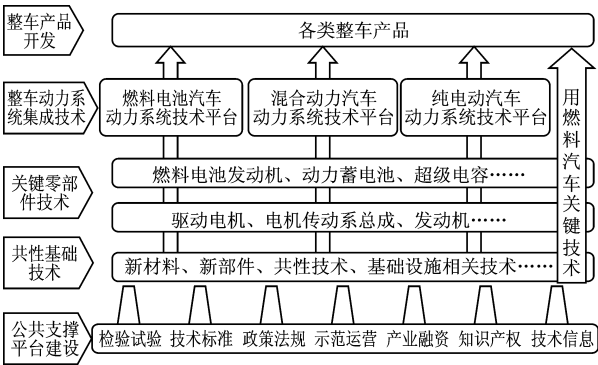 整车产品
开发
各类整车产品
整车动力系
统集成技术
燃料电池汽车
动力系统技术平台
混合动力汽车
动力系统技术平台
纯电动汽车
动力系统技术平台
用燃料汽车关键技术
关键零部
件技术
燃料电池发动机、动力蓄电池、超级电容……
驱动电机、电机传动系总成、发动机……
共性基础
技术
新材料、新部件、共性技术、基础设施相关技术……
公共支撑
平台建设
检验试验 技术标准 政策法规 示范运营 产业融资 知识产权 技术信息